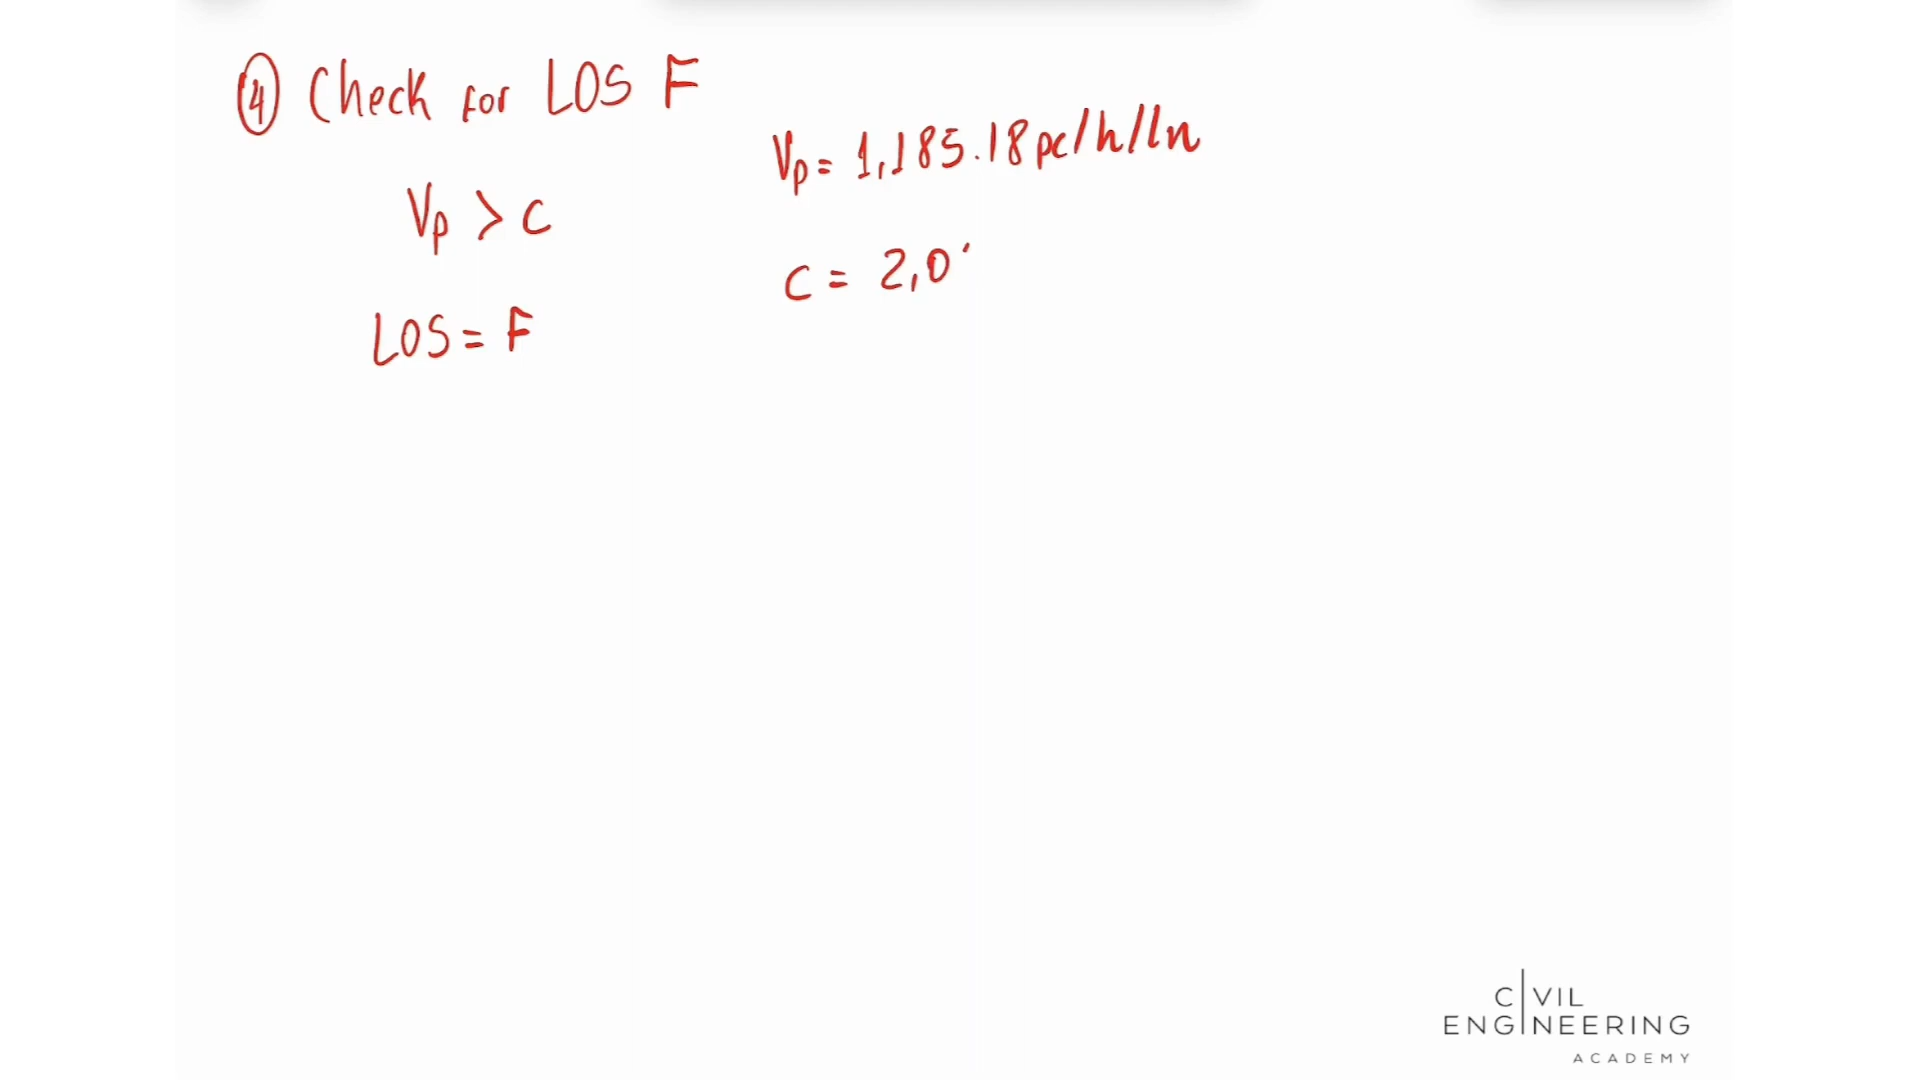 ④ Check for LOS F
Vp = 1,185.18 pc/h/ln
Vp > c
c = 2,0
LOS = F
CIVIL
ENGINEERING
ACADEMY